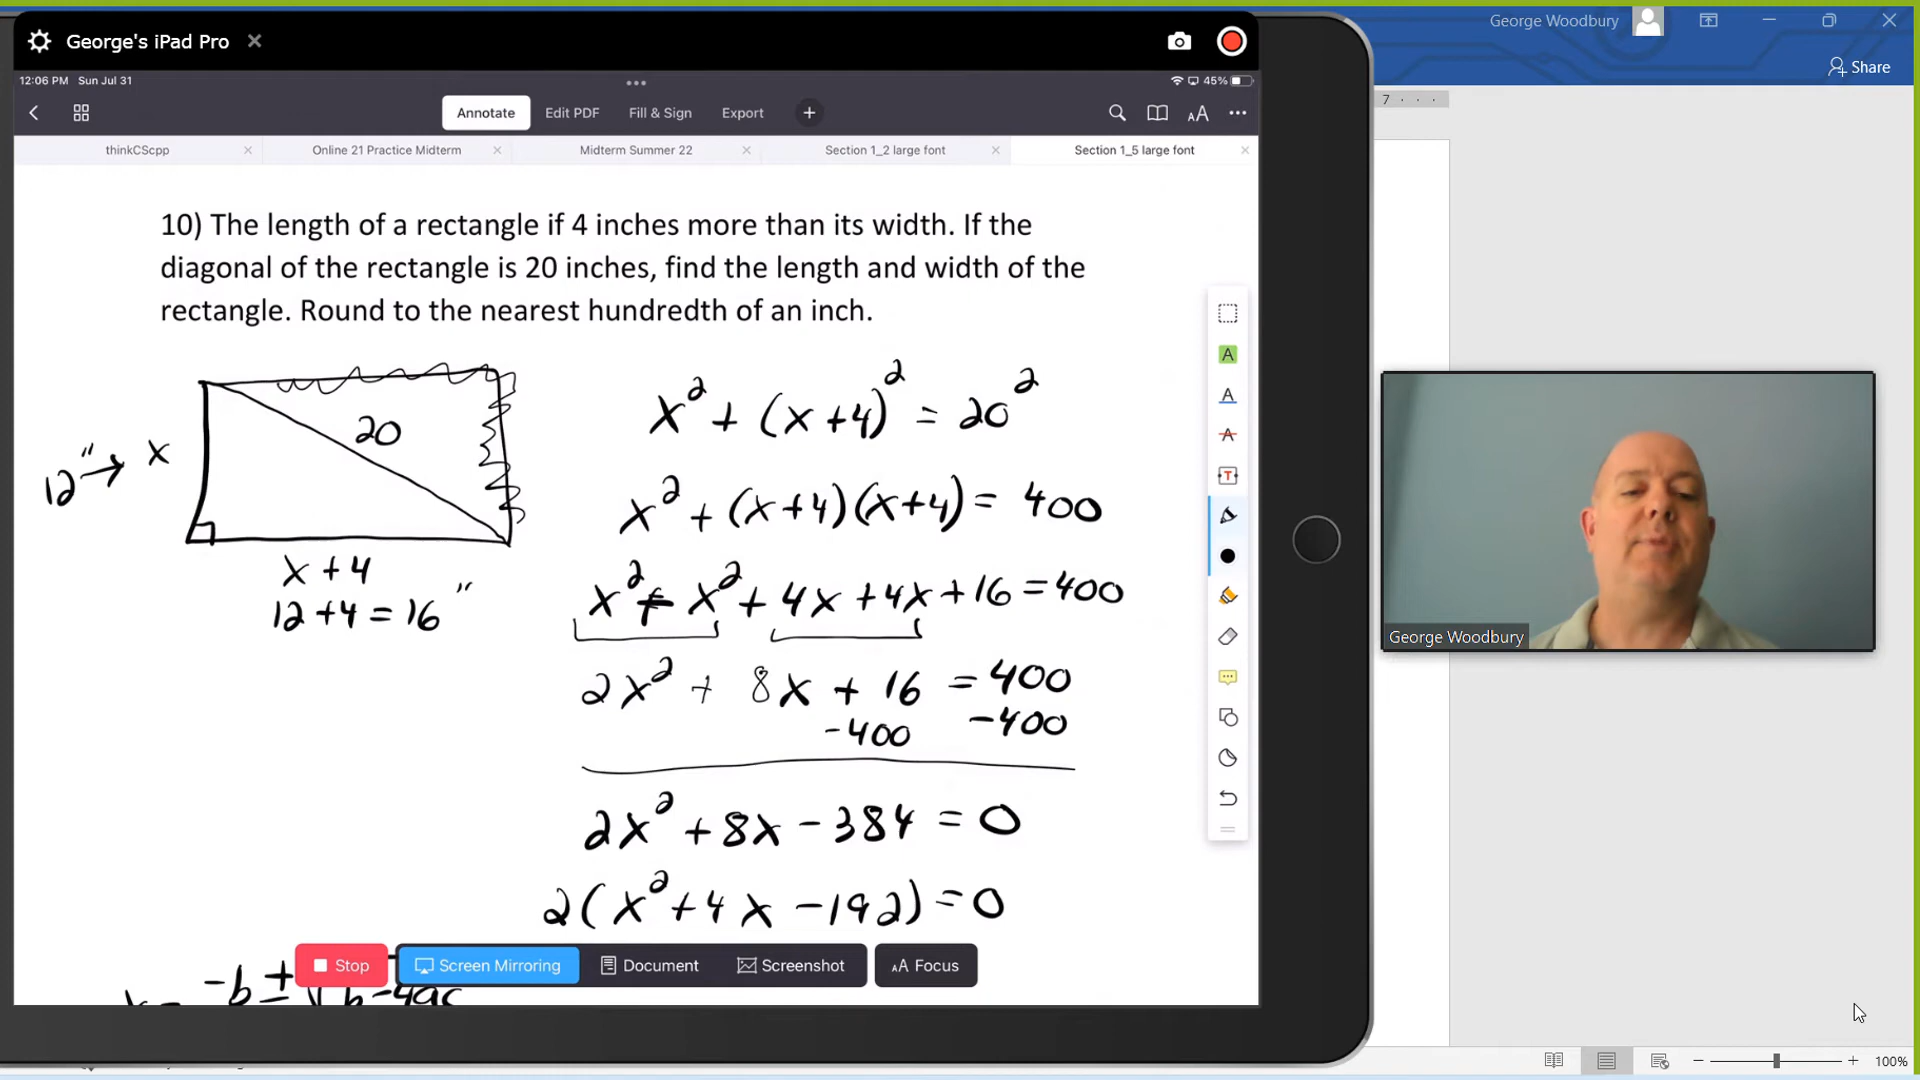 George Woodbury
George's iPad Pro
Share
12:06 PM Sun Jul 31
45%
7
Annotate Edit PDF Fill & Sign Export +
AA
thinkCScpp Online 21 Practice Midterm Midterm Summer 22 Section 1_2 large font Section 1_5 large font
10) The length of a rectangle if 4 inches more than its width. If the
diagonal of the rectangle is 20 inches, find the length and width of the
rectangle. Round to the nearest hundredth of an inch.
20
12" → x
x + 4
12 + 4 = 16 "
x² + (x + 4)² = 20²
x² + (x + 4)(x + 4) = 400
x² + x² + 4x + 4x + 16 = 400
2x² + 8x + 16 = 400
-400 -400
2x² + 8x - 384 = 0
2(x² + 4x - 192) = 0
-b ±
b - 4ac
A
A
A
T
George Woodbury
Stop Screen Mirroring Document Screenshot AA Focus
100%